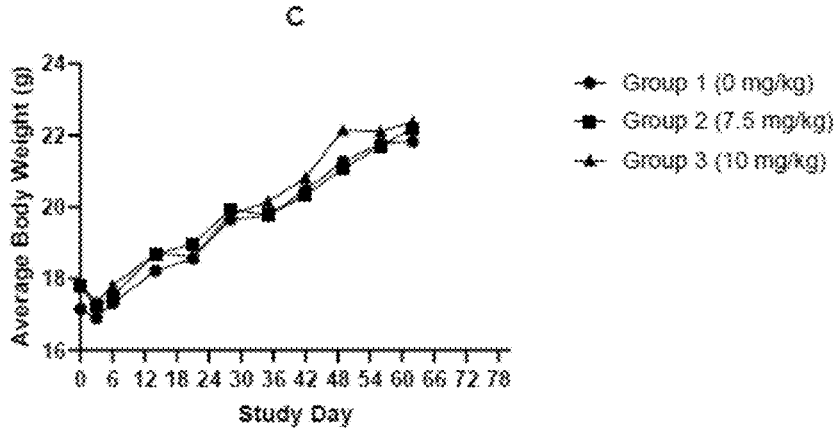 C
Average Body Weight (g)
24
22
20
18
16
0 6 12 18 24 30 36 42 48 54 60 66 72 78
Study Day
Group 1 (0 mg/kg)
Group 2 (7.5 mg/kg)
Group 3 (10 mg/kg)